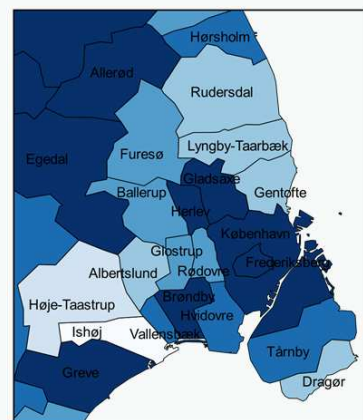 Hørsholm
Allerød
Rudersdal
Lyngby-Taarbæk
Egedal
Furesø
Gladsaxe
Ballerup
Gentofte
Herlev
København
Glostrup
Frederiksberg
Albertslund
Rødovre
Høje-Taastrup
Brøndby
Hvidovre
Ishøj
Vallensbæk
Tårnby
Greve
Dragør